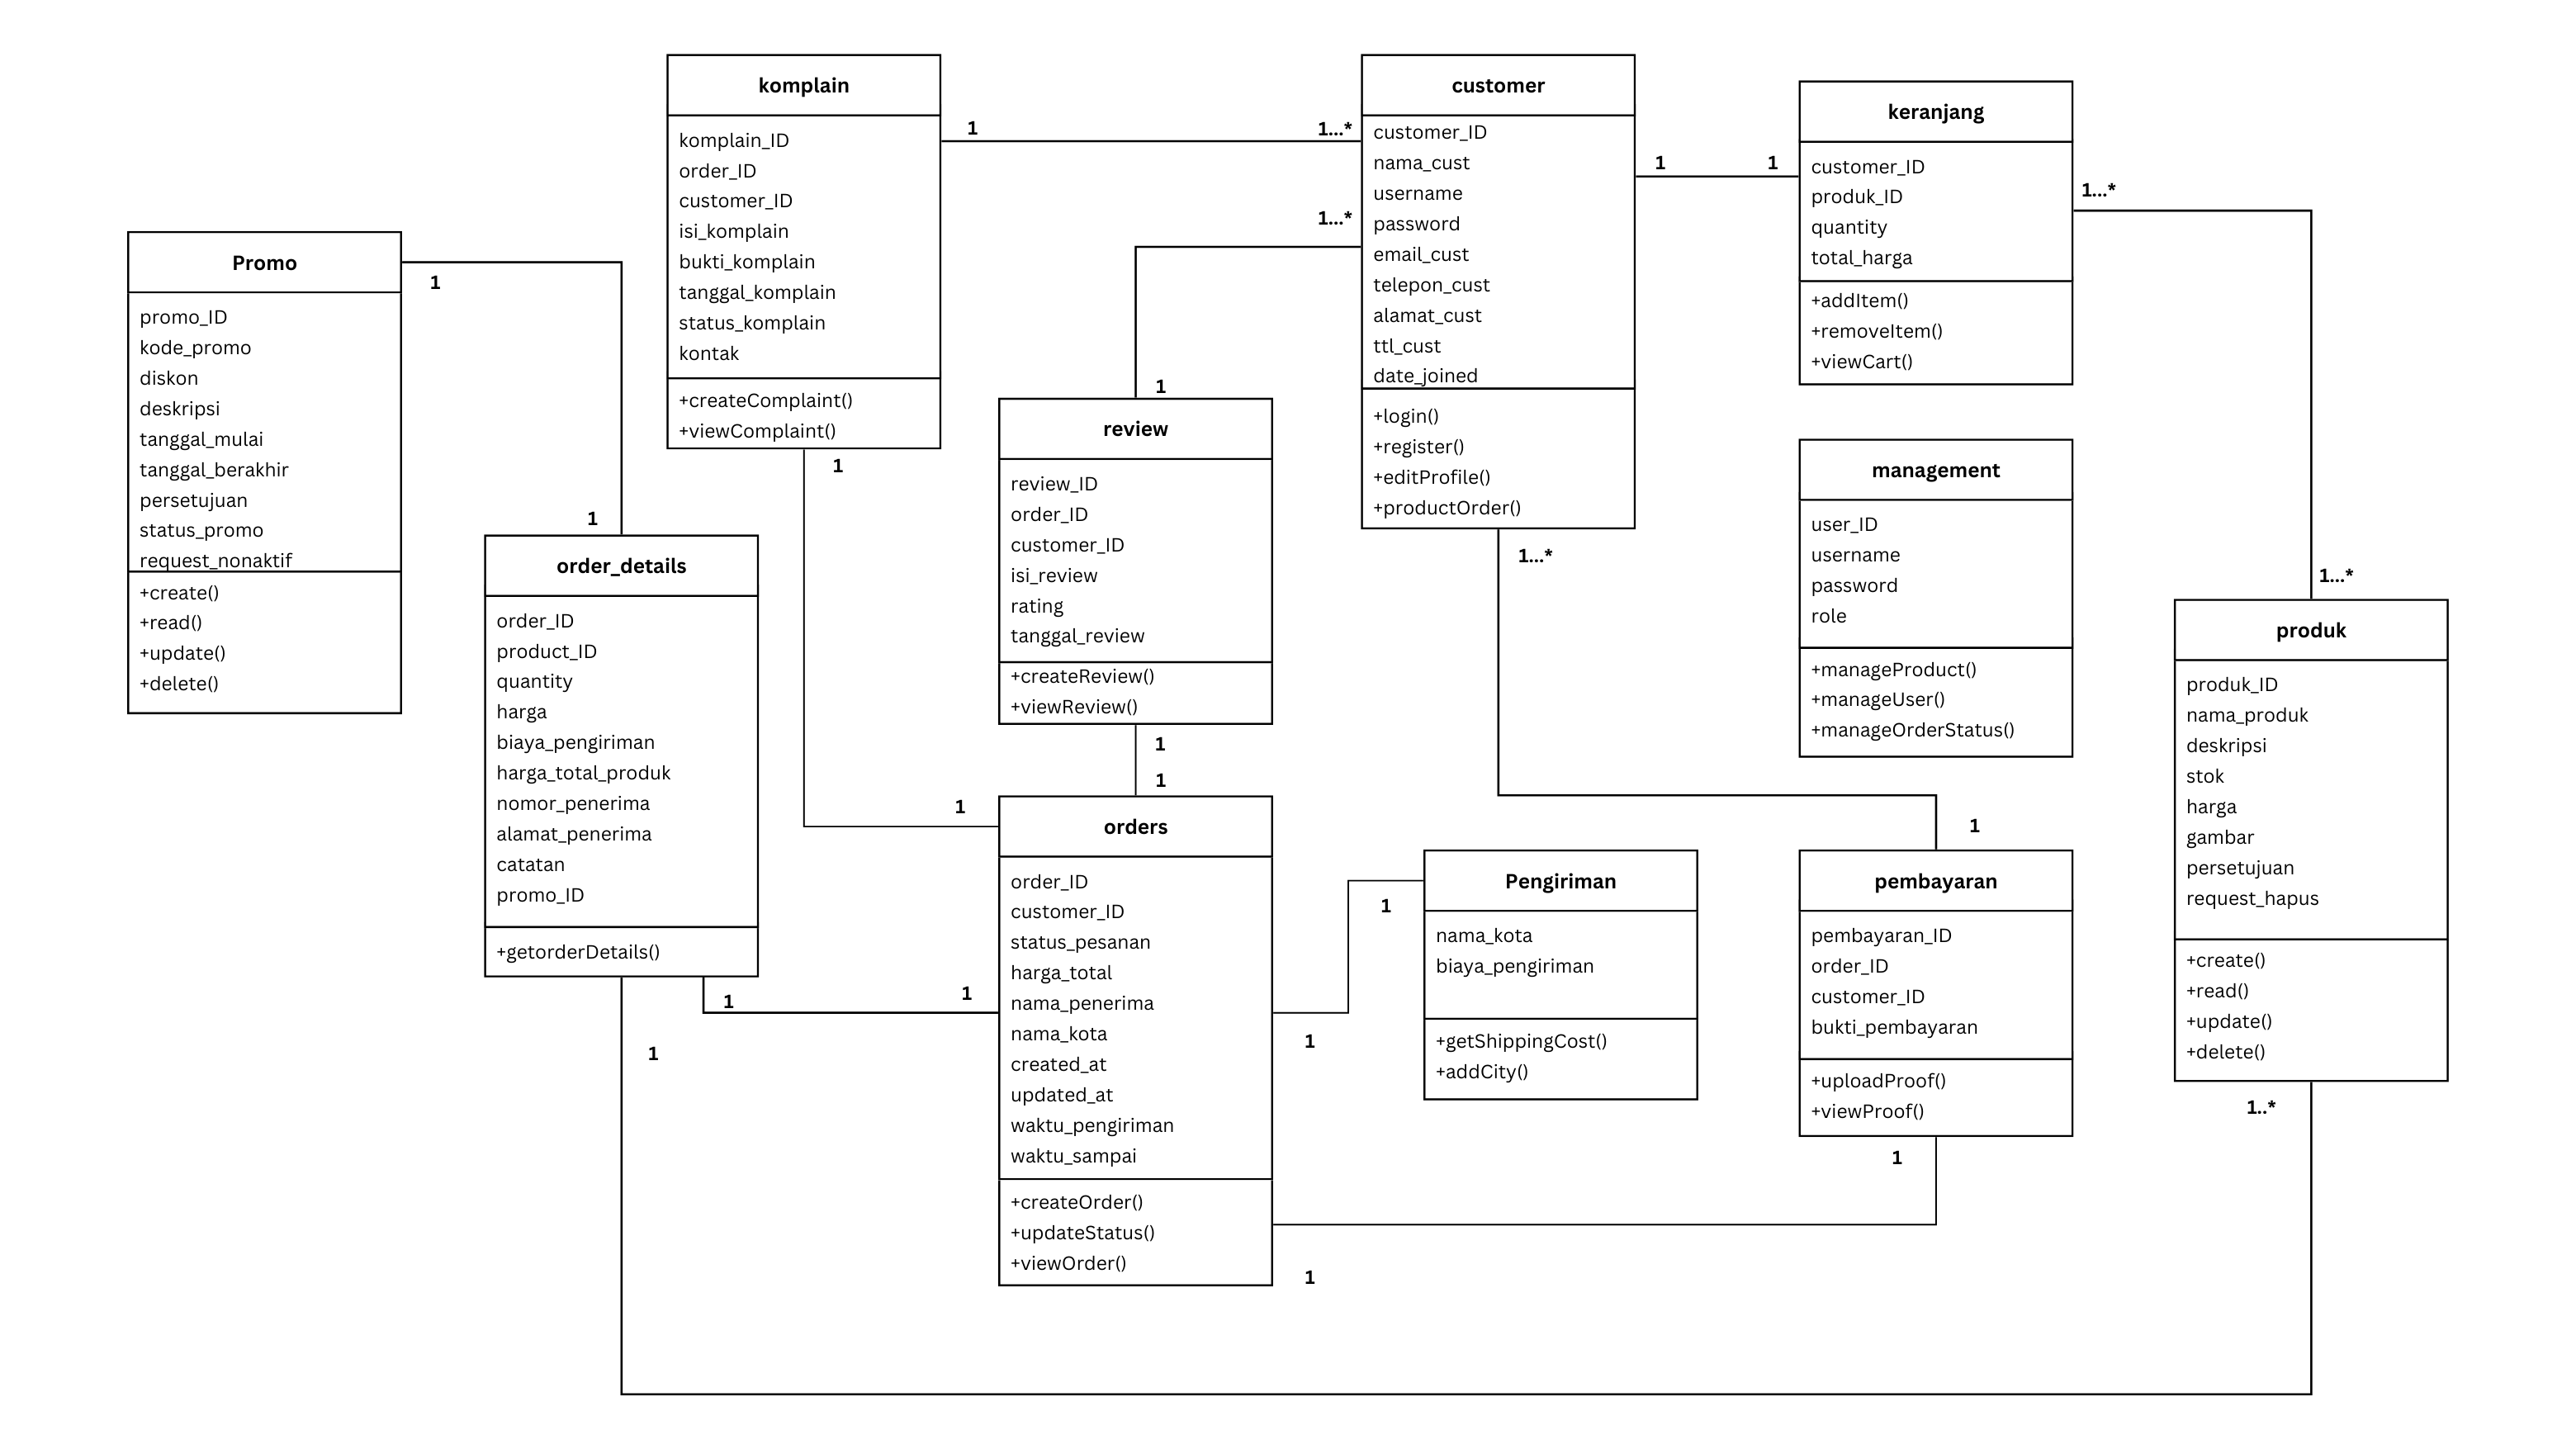 komplain
komplain_ID
order_ID
customer_ID
isi_komplain
bukti_komplain
tanggal_komplain
status_komplain
kontak
+createComplaint()
+viewComplaint()
1
1...*
1
1
customer
customer_ID
nama_cust
username
password
email_cust
telepon_cust
alamat_cust
ttl_cust
date_joined
+login()
+register()
+editProfile()
+productOrder()
1...*
1...*
1
1
keranjang
customer_ID
produk_ID
quantity
total_harga
+addItem()
+removeItem()
+viewCart()
1...*
1...*
Promo
promo_ID
kode_promo
diskon
deskripsi
tanggal_mulai
tanggal_berakhir
persetujuan
status_promo
request_nonaktif
+create()
+read()
+update()
+delete()
1
1
order_details
order_ID
product_ID
quantity
harga
biaya_pengiriman
harga_total_produk
nomor_penerima
alamat_penerima
catatan
promo_ID
+getorderDetails()
1
1
1
1
review
review_ID
order_ID
customer_ID
isi_review
rating
tanggal_review
+createReview()
+viewReview()
1
1
management
user_ID
username
password
role
+manageProduct()
+manageUser()
+manageOrderStatus()
produk
produk_ID
nama_produk
deskripsi
stok
harga
gambar
persetujuan
request_hapus
+create()
+read()
+update()
+delete()
1..*
orders
order_ID
customer_ID
status_pesanan
harga_total
nama_penerima
nama_kota
created_at
updated_at
waktu_pengiriman
waktu_sampai
+createOrder()
+updateStatus()
+viewOrder()
1
1
1
Pengiriman
nama_kota
biaya_pengiriman
+getShippingCost()
+addCity()
1
pembayaran
pembayaran_ID
order_ID
customer_ID
bukti_pembayaran
+uploadProof()
+viewProof()
1